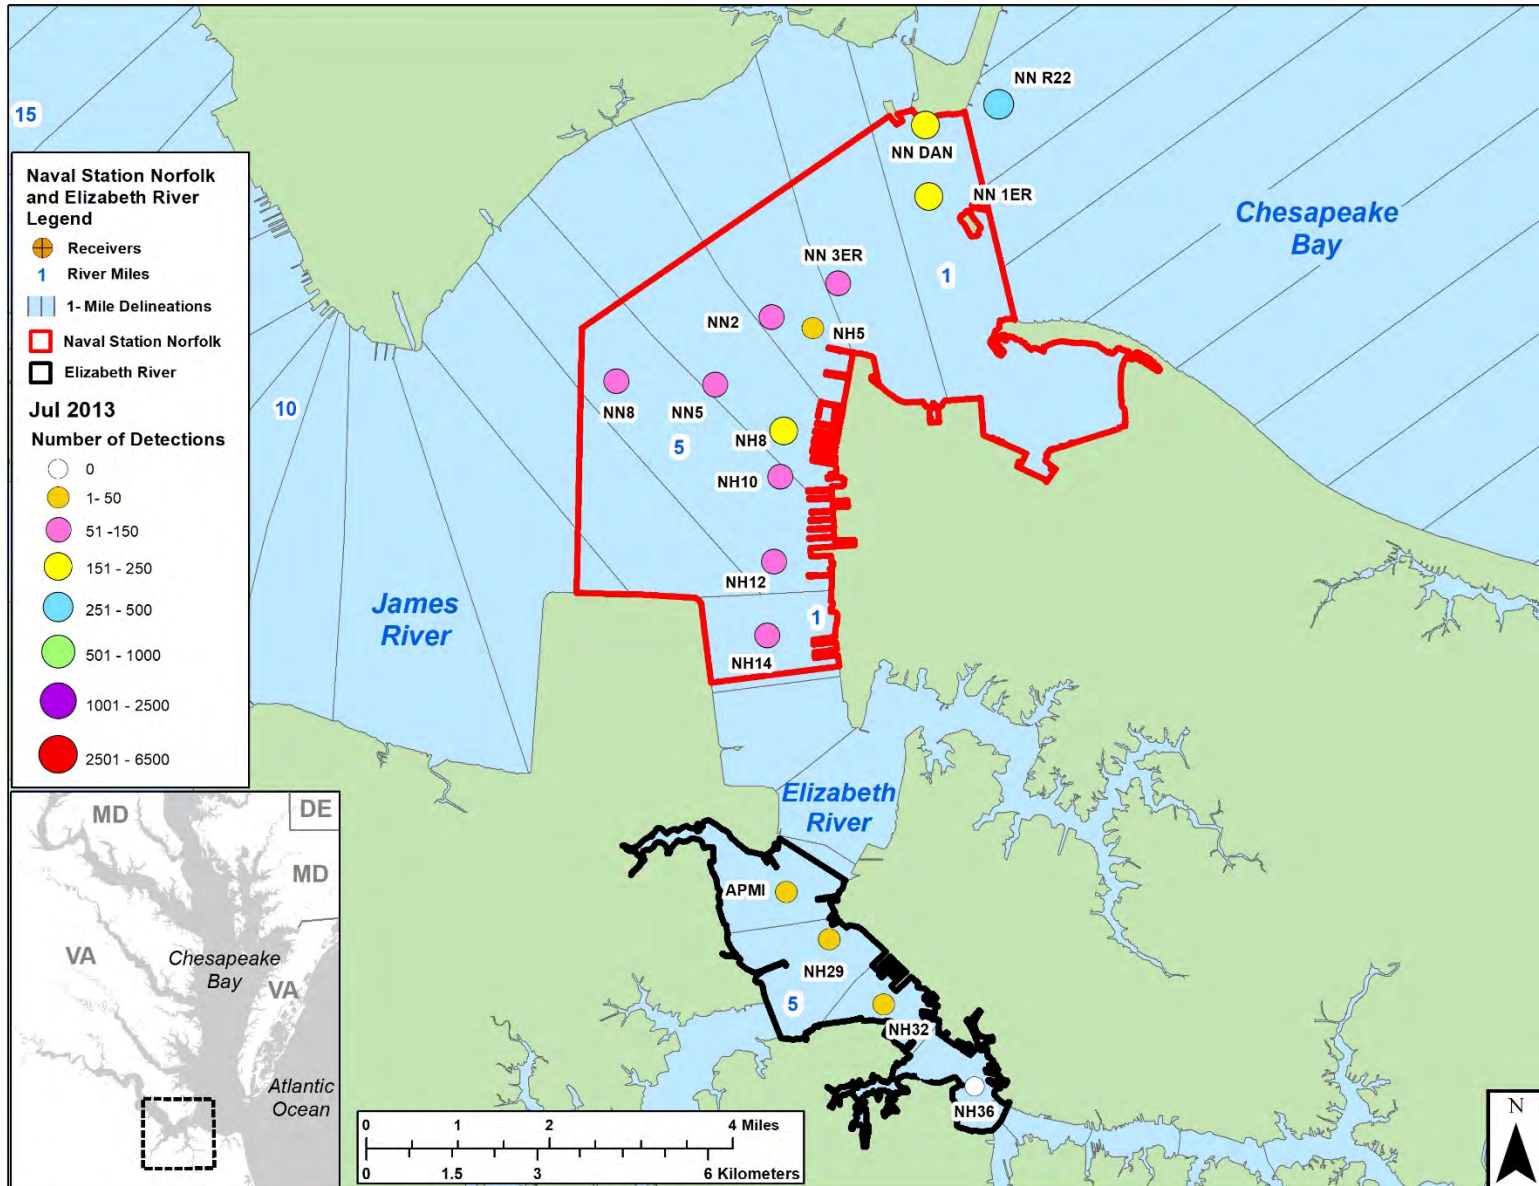 15
NN R22
NN DAN
NN 1ER
Chesapeake
Bay
1
NN 3ER
NN2
NH5
NN8
NN5
NH8
5
NH10
10
NH12
James
River
1
NH14
Elizabeth
River
APMI
NH29
5
NH32
NH36
Naval Station Norfolk
and Elizabeth River
Legend
Receivers
1 River Miles
1- Mile Delineations
Naval Station Norfolk
Elizabeth River
Jul 2013
Number of Detections
0
1- 50
51 -150
151 - 250
251 - 500
501 - 1000
1001 - 2500
2501 - 6500
MD
DE
MD
VA
Chesapeake
Bay
VA
Atlantic
Ocean
0 1 2 4 Miles
0 1.5 3 6 Kilometers
N